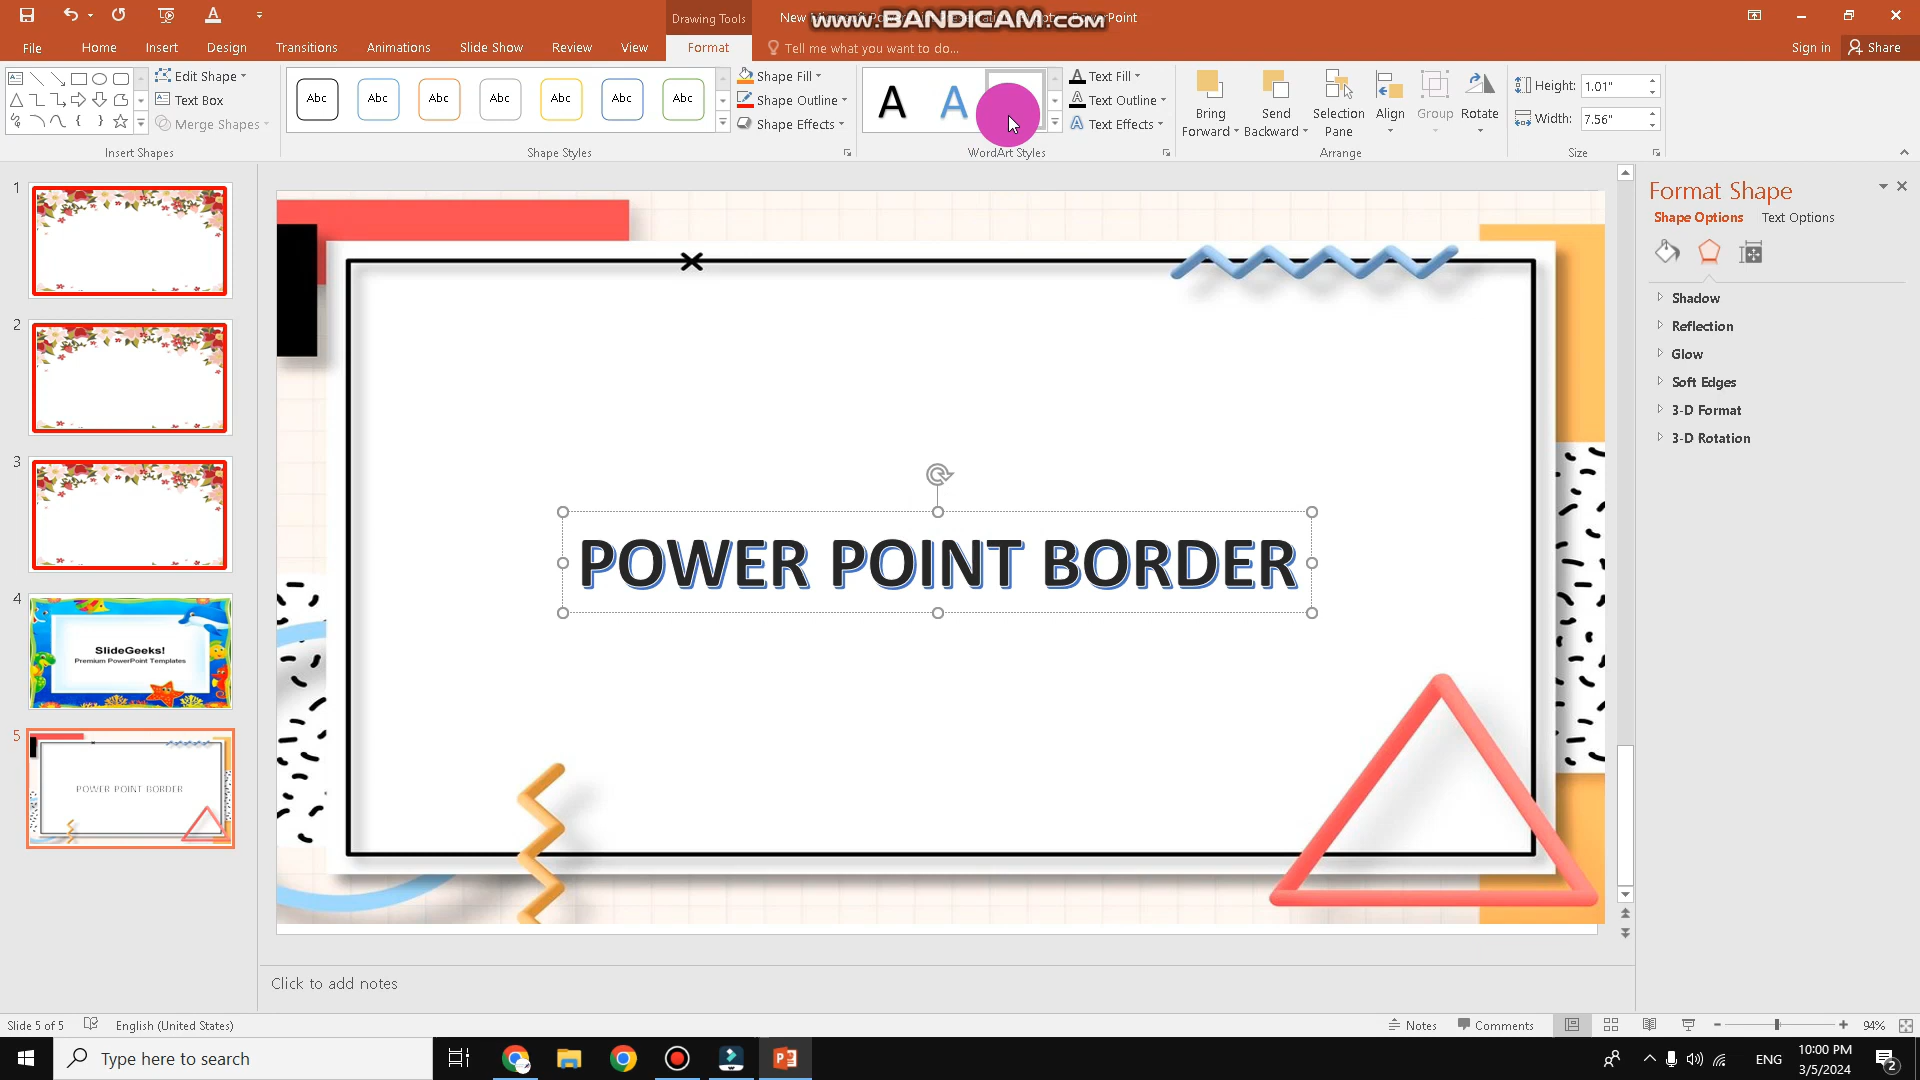 Drawing Tools
www.BANDICAM.com
PowerPoint
File
Home
Insert
Design
Transitions
Animations
Slide Show
Review
View
Format
Tell me what you want to do...
Sign in
Share
Edit Shape
Text Box
Merge Shapes
Insert Shapes
Abc
Abc
Abc
Abc
Abc
Abc
Abc
Shape Fill
Shape Outline
Shape Effects
Shape Styles
A
A
Text Fill
Text Outline
Text Effects
WordArt Styles
Bring
Forward
Send
Backward
Selection
Pane
Align
Group
Rotate
Arrange
Height:
1.01"
Width:
7.56"
Size
1
2
3
4
SlideGeeks!
Premium PowerPoint Templates
5
POWER POINT BORDER
POWER POINT BORDER
Format Shape
Shape Options
Text Options
Shadow
Reflection
Glow
Soft Edges
3-D Format
3-D Rotation
Click to add notes
Slide 5 of 5
English (United States)
Notes
Comments
94%
Type here to search
ENG
10:00 PM
3/5/2024
2